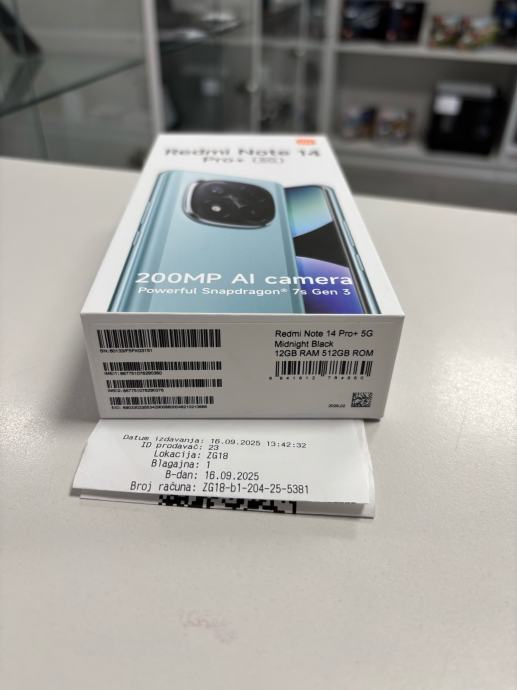 Redmi Note 14
Pro+ (5G)
200MP AI camera
Powerful Snapdragon® 7s Gen 3
Redmi Note 14 Pro+ 5G
Midnight Black
12GB RAM 512GB ROM
Datum izdavanja: 16.09.2025 13:42:32
ID prodavač: 23
Lokacija: ZG18
Blagajna: 1
B-dan: 16.09.2025
Broj računa: ZG18-b1-204-25-5381